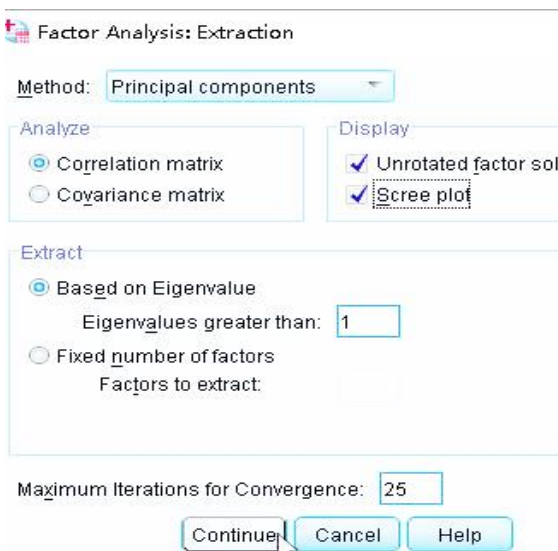 Factor Analysis: Extraction
Method: Principal components
Analyze
Correlation matrix
Covariance matrix
Display
Unrotated factor sol
Scree plot
Extract
Based on Eigenvalue
Eigenvalues greater than: 1
Fixed number of factors
Factors to extract:
Maximum Iterations for Convergence: 25
Continue Cancel Help